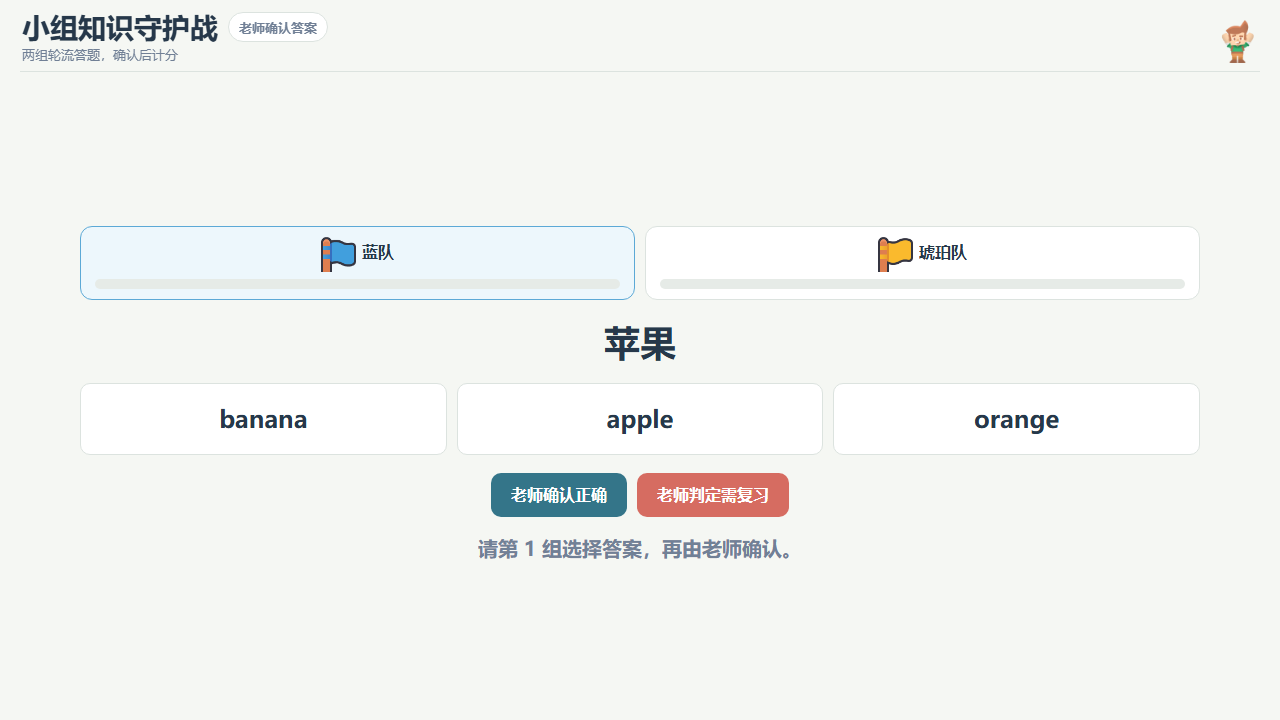 小组知识守护战
老师确认答案
两组轮流答题，确认后计分
蓝队
琥珀队
苹果
banana
apple
orange
老师确认正确
老师判定需复习
请第 1 组选择答案，再由老师确认。